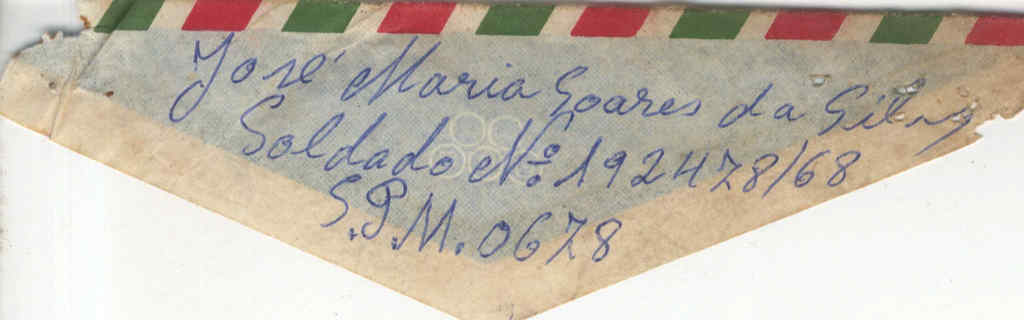 José Maria Soares da Silva
Soldado Nº 192478/68
S.P.M. 0678